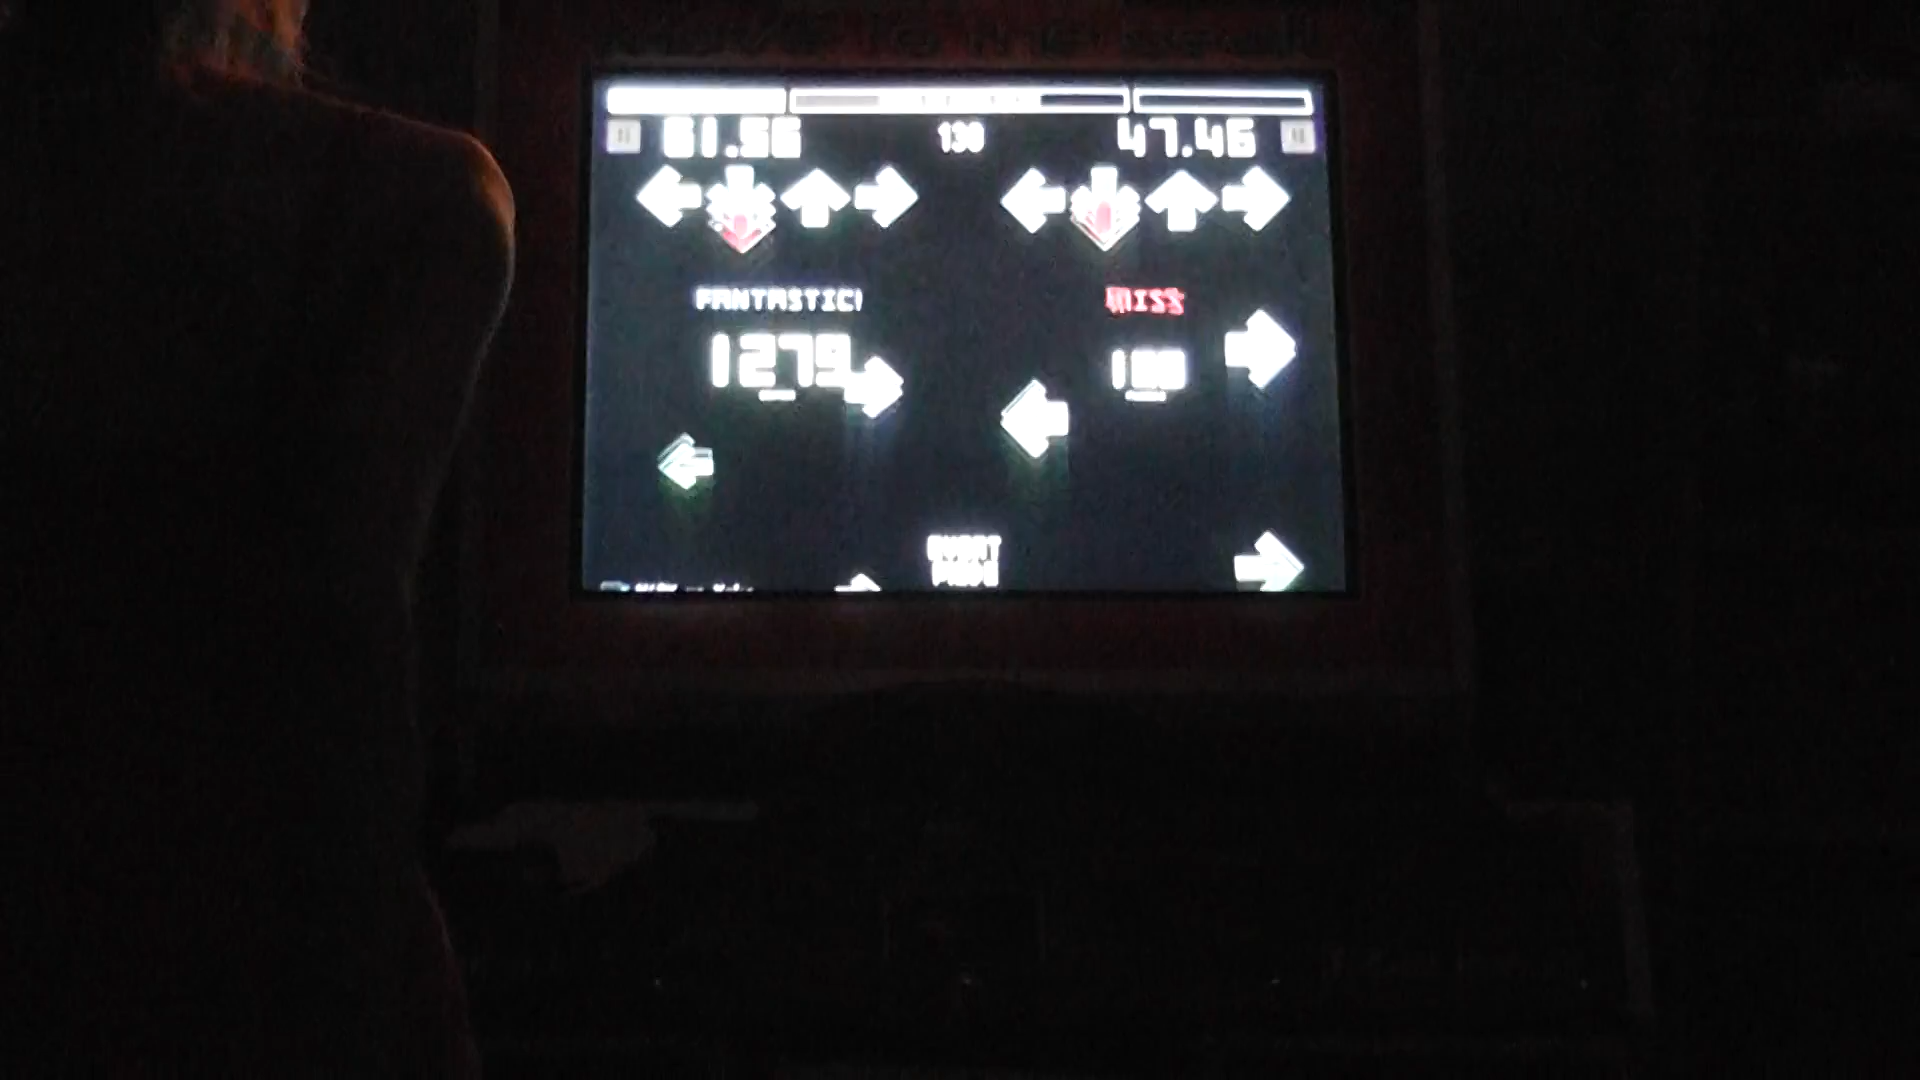 61.56
130
47.46
FANTASTIC!
MISS
1279
100
EVENT
MODE